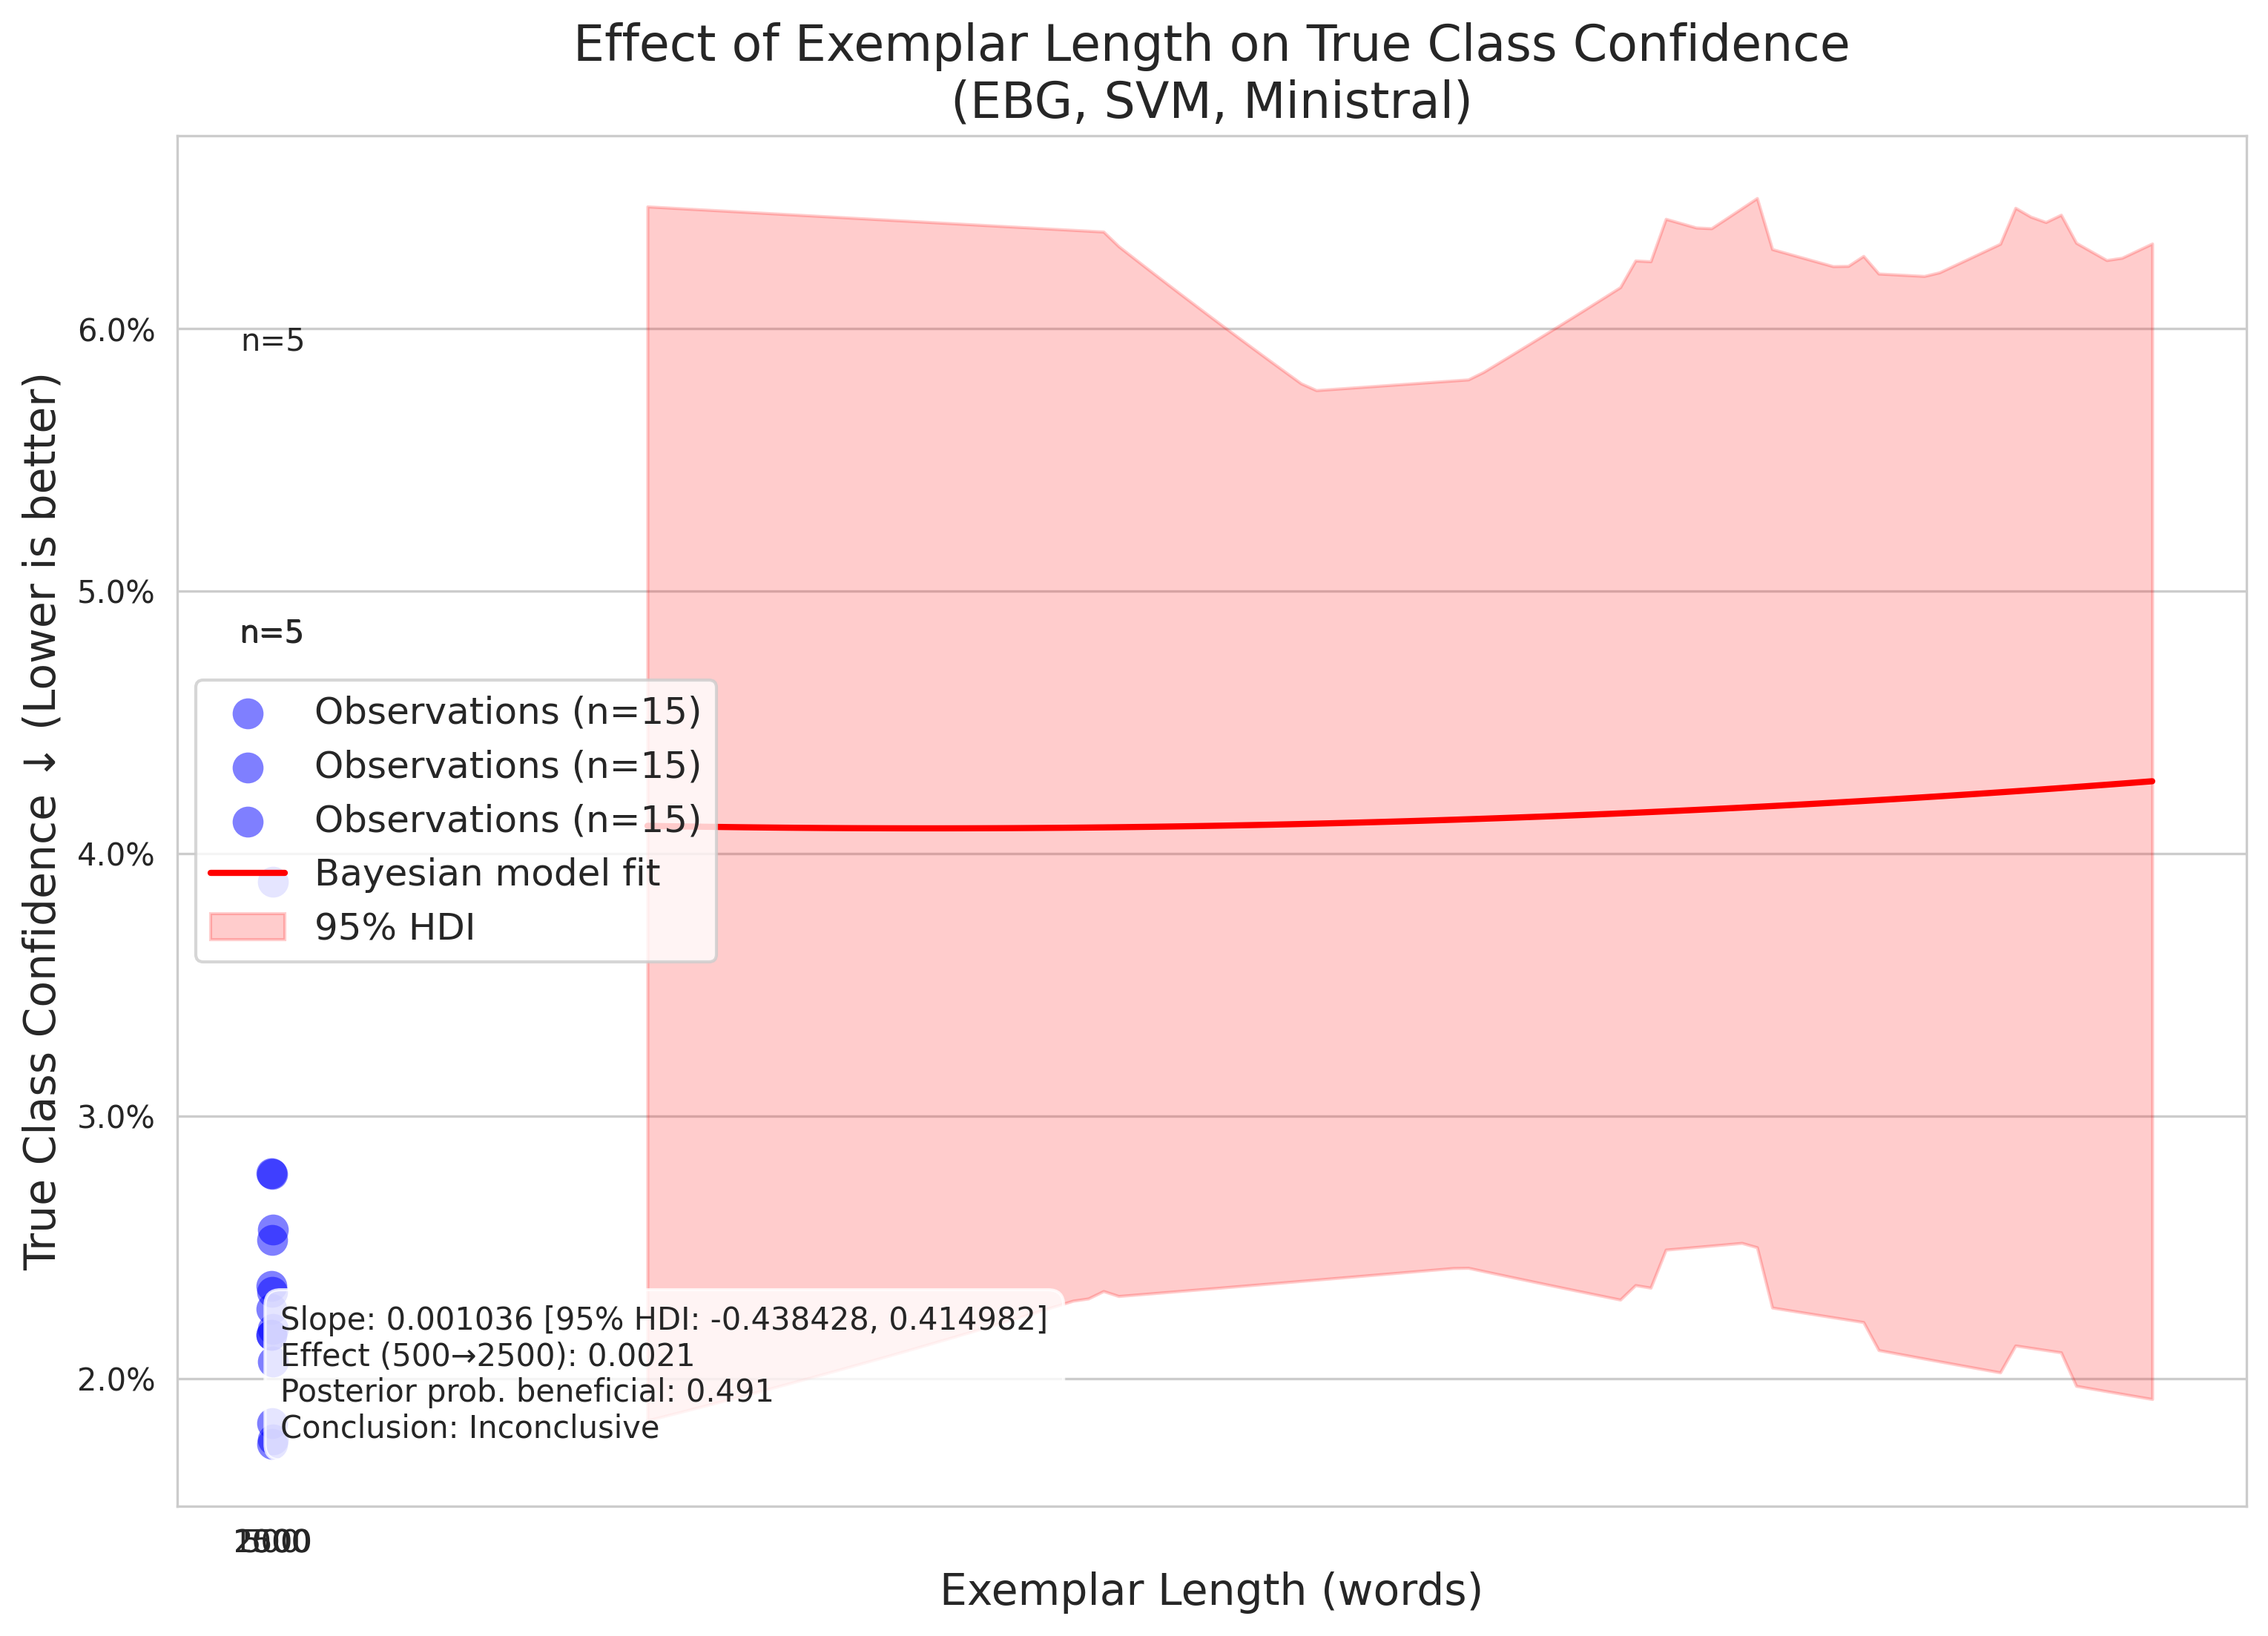 Effect of Exemplar Length on True Class Confidence
(EBG, SVM, Ministral)
True Class Confidence ↓ (Lower is better)
6.0%
5.0%
4.0%
3.0%
2.0%
n=5
n=5
Observations (n=15)
Observations (n=15)
Observations (n=15)
Bayesian model fit
95% HDI
Slope: 0.001036 [95% HDI: -0.438428, 0.414982]
Effect (500→2500): 0.0021
Posterior prob. beneficial: 0.491
Conclusion: Inconclusive
Exemplar Length (words)